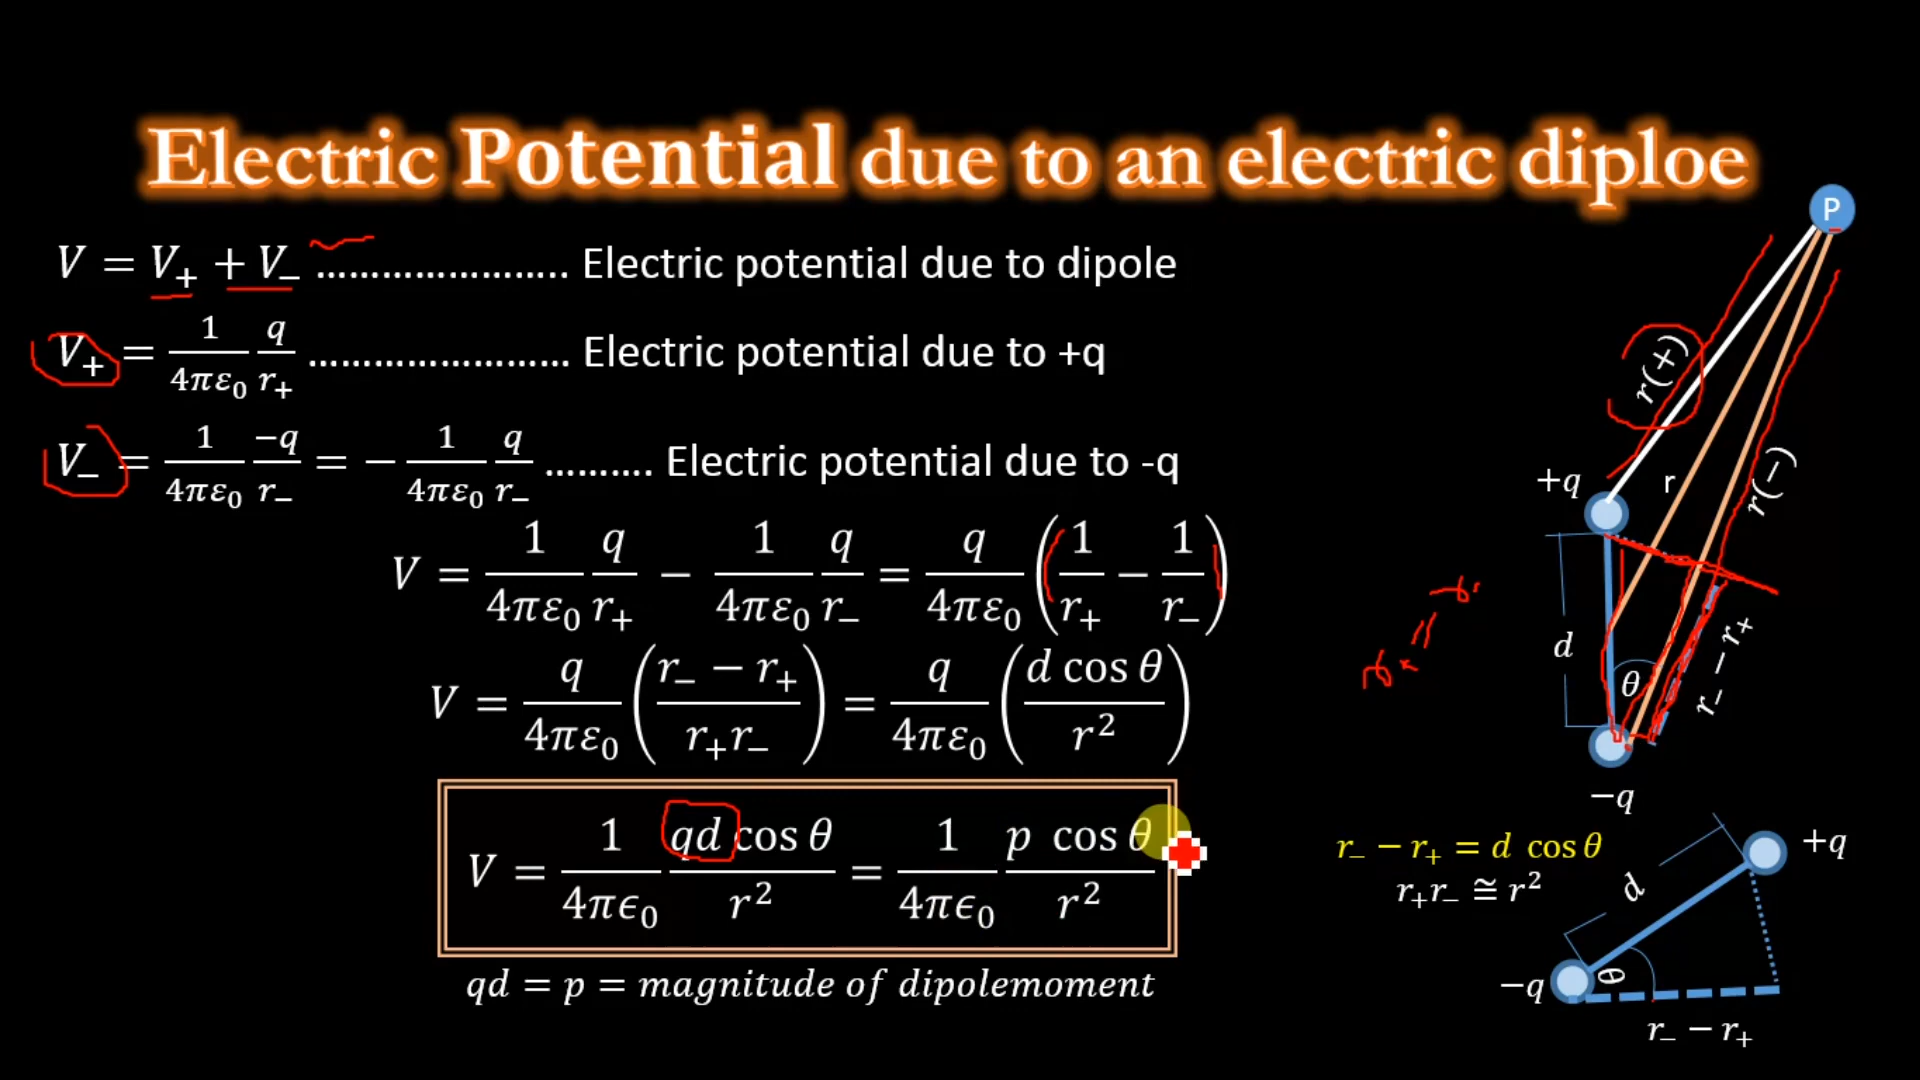 Electric Potential due to an electric diploe
P
V = V₊ + V₋ ........................ Electric potential due to dipole
V₊ = 1/4πε₀ q/r₊ ........................ Electric potential due to +q
V₋ = 1/4πε₀ −q/r₋ = − 1/4πε₀ q/r₋ .......... Electric potential due to -q
V = 1/4πε₀ q/r₊ − 1/4πε₀ q/r₋ = q/4πε₀ (1/r₊ − 1/r₋)
V = q/4πε₀ ((r₋ − r₊)/r₊r₋) = q/4πε₀ (d cos θ/r²)
V = 1/4πϵ₀ qd cos θ/r² = 1/4πϵ₀ p cos θ/r²
qd = p = magnitude of dipolemoment
r(+)
r
r(−)
+q
d
θ
r₋ − r₊
−q
r₋ − r₊ = d cos θ
r₊r₋ ≅ r²
+q
d
−q
θ
r₋ − r₊